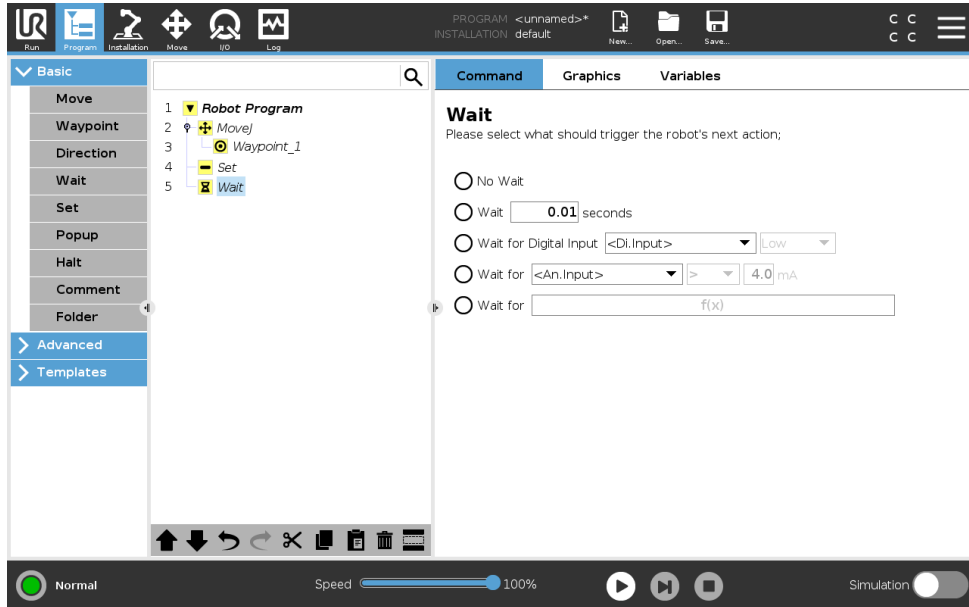 PROGRAM <unnamed>*
INSTALLATION default
New... Open... Save...
C C
C C
Run Program Installation Move I/O Log
Basic
Move
Waypoint
Direction
Wait
Set
Popup
Halt
Comment
Folder
Advanced
Templates
1 Robot Program
2 MoveJ
3 Waypoint_1
4 Set
5 Wait
Command Graphics Variables
Wait
Please select what should trigger the robot's next action;
No Wait
Wait 0.01 seconds
Wait for Digital Input <Di.Input> Low
Wait for <An.Input> > 4.0 mA
Wait for f(x)
Normal Speed 100% Simulation